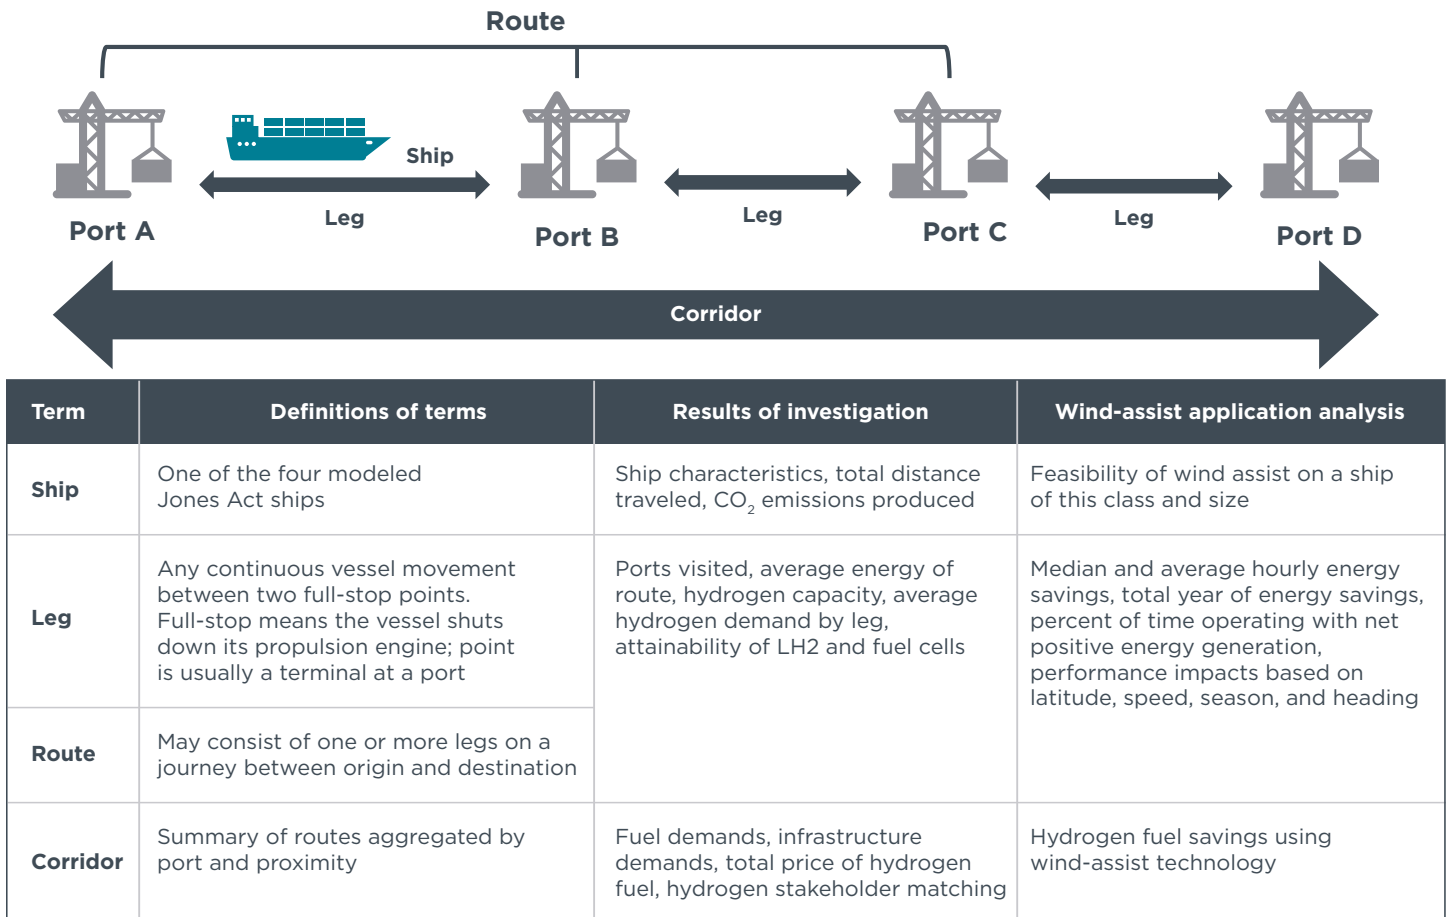 Route
Ship
Leg
Leg
Leg
Port A
Port B
Port C
Port D
Corridor
Term
Definitions of terms
Results of investigation
Wind-assist application analysis
Ship
One of the four modeled
Jones Act ships
Ship characteristics, total distance
traveled, CO2 emissions produced
Feasibility of wind assist on a ship
of this class and size
Leg
Any continuous vessel movement
between two full-stop points.
Full-stop means the vessel shuts
down its propulsion engine; point
is usually a terminal at a port
Ports visited, average energy of
route, hydrogen capacity, average
hydrogen demand by leg,
attainability of LH2 and fuel cells
Median and average hourly energy
savings, total year of energy savings,
percent of time operating with net
positive energy generation,
performance impacts based on
latitude, speed, season, and heading
Route
May consist of one or more legs on a
journey between origin and destination
Corridor
Summary of routes aggregated by
port and proximity
Fuel demands, infrastructure
demands, total price of hydrogen
fuel, hydrogen stakeholder matching
Hydrogen fuel savings using
wind-assist technology